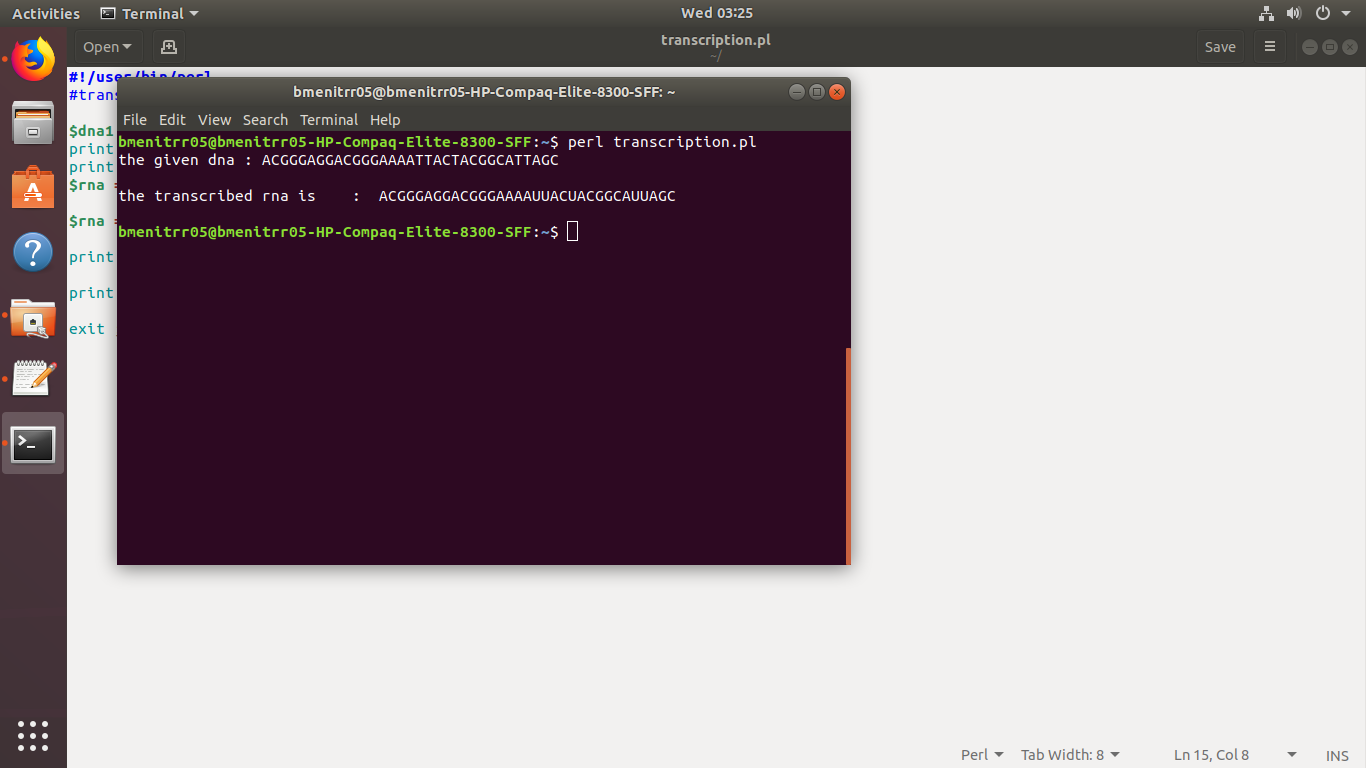 Activities Terminal Wed 03:25
Open transcription.pl Save
~/
#!/user/bin/perl
#trans
$dna1
print
print
$rna =
$rna =
print
print
exit
bmenitrr05@bmenitrr05-HP-Compaq-Elite-8300-SFF: ~
File Edit View Search Terminal Help
bmenitrr05@bmenitrr05-HP-Compaq-Elite-8300-SFF:~$ perl transcription.pl
the given dna : ACGGGAGGACGGGAAAATTACTACGGCATTAGC
the transcribed rna is    :  ACGGGAGGACGGGAAAAUUACUACGGCAUUAGC
bmenitrr05@bmenitrr05-HP-Compaq-Elite-8300-SFF:~$
Perl Tab Width: 8 Ln 15, Col 8 INS